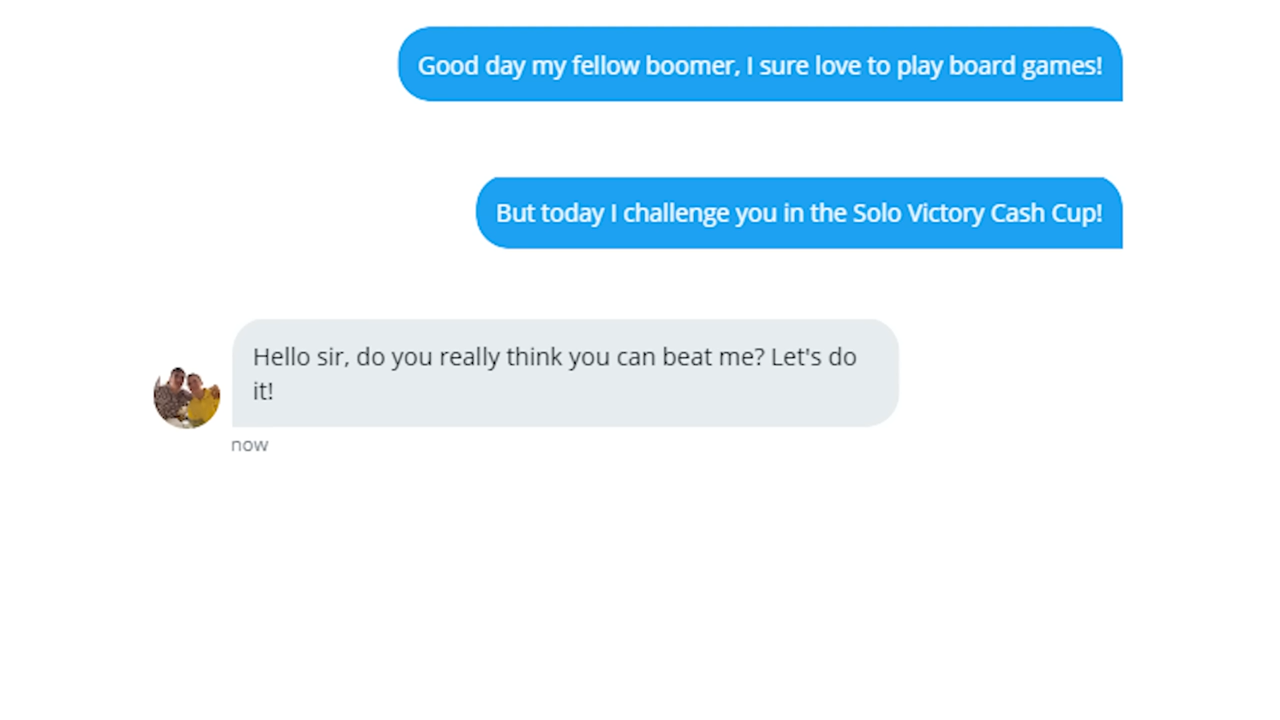 Good day my fellow boomer, I sure love to play board games!
But today I challenge you in the Solo Victory Cash Cup!
Hello sir, do you really think you can beat me? Let's do
it!
now